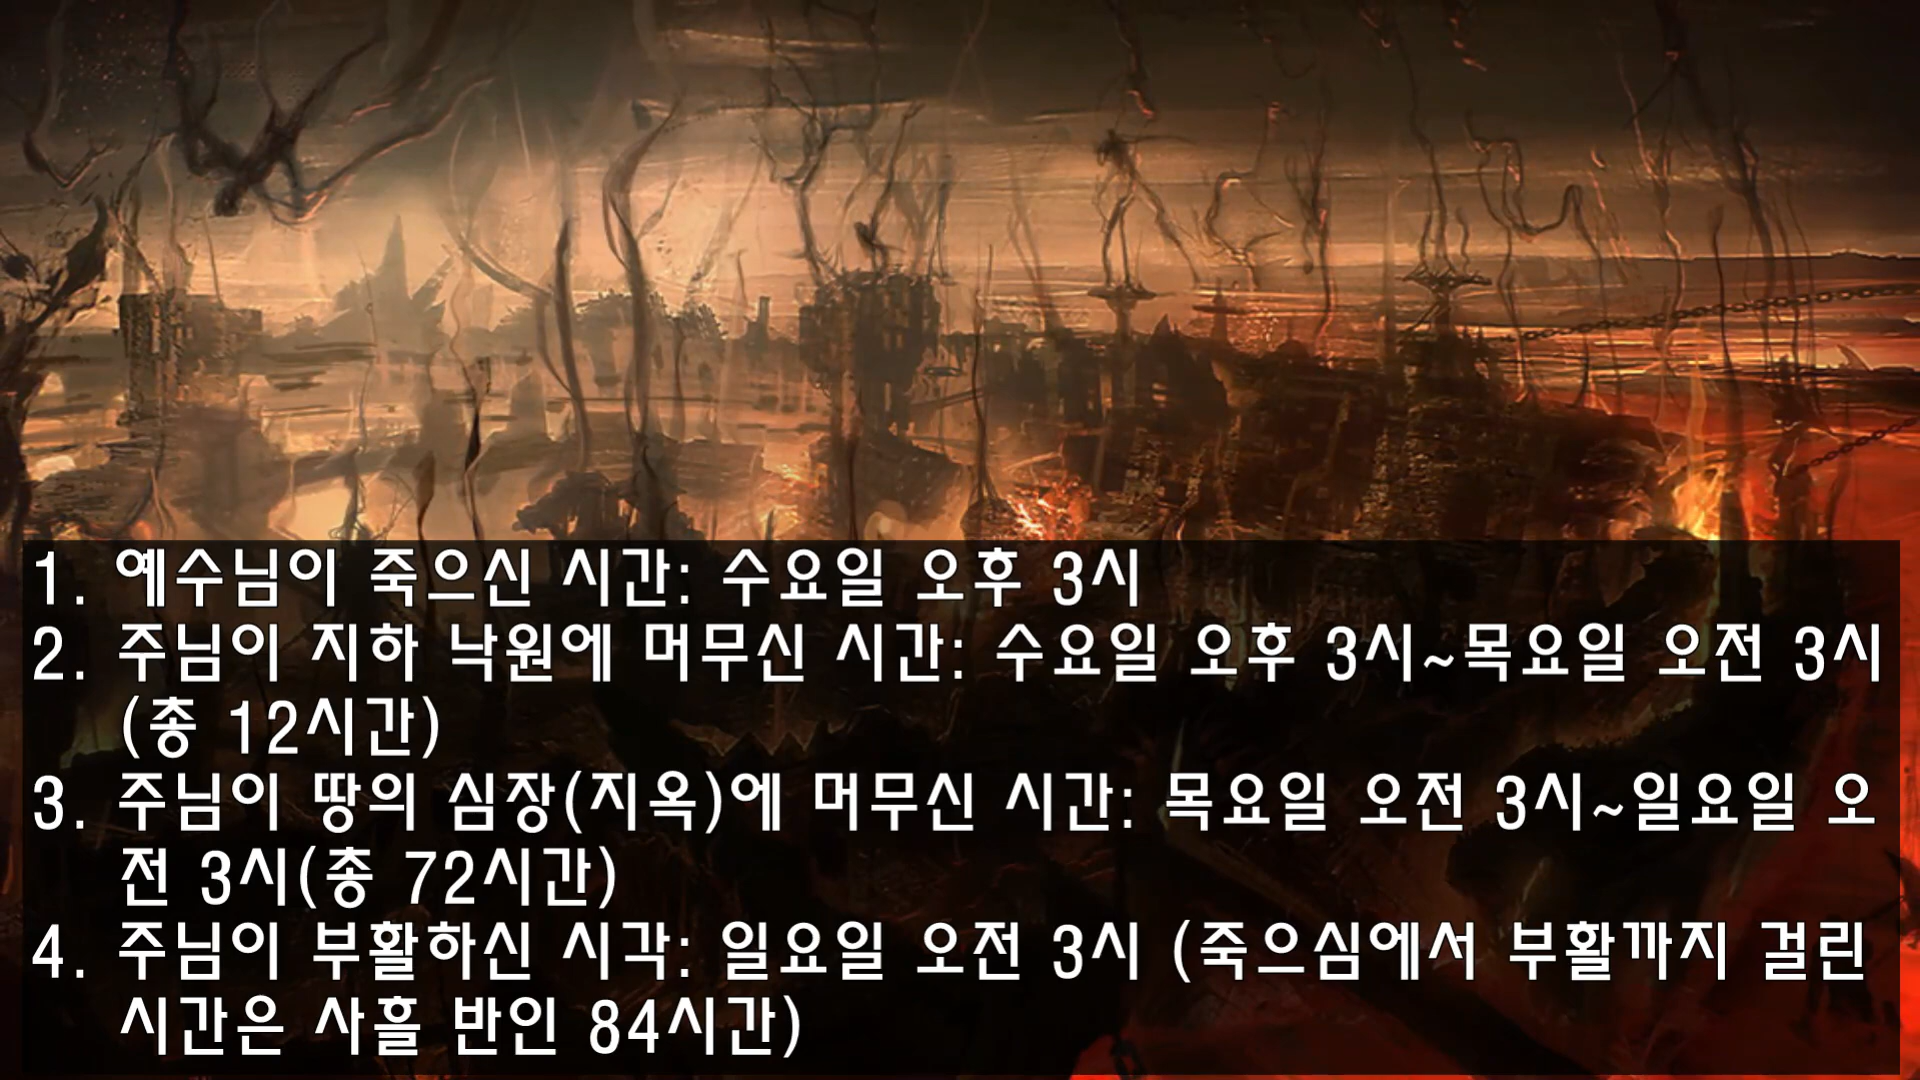 1. 예수님이 죽으신 시간: 수요일 오후 3시
2. 주님이 지하 낙원에 머무신 시간: 수요일 오후 3시~목요일 오전 3시
(총 12시간)
3. 주님이 땅의 심장(지옥)에 머무신 시간: 목요일 오전 3시~일요일 오
전 3시(총 72시간)
4. 주님이 부활하신 시각: 일요일 오전 3시 (죽으심에서 부활까지 걸린
시간은 사흘 반인 84시간)